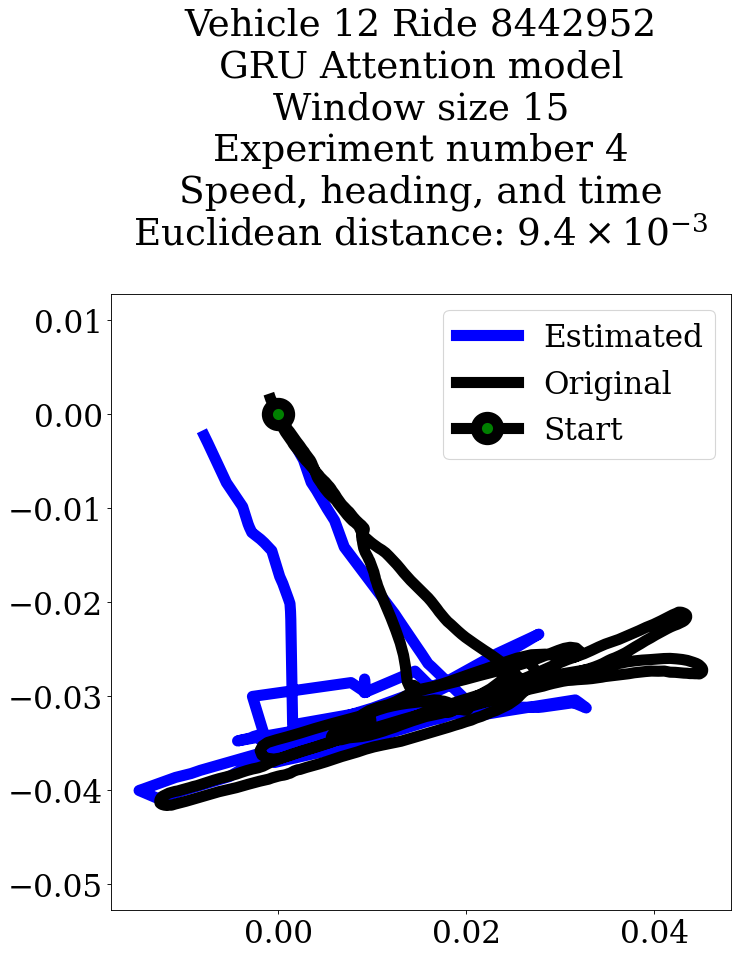 Vehicle 12 Ride 8442952
GRU Attention model
Window size 15
Experiment number 4
Speed, heading, and time
Euclidean distance: 9.4 × 10⁻³
Estimated
Original
Start
0.01
0.00
−0.01
−0.02
−0.03
−0.04
−0.05
0.00 0.02 0.04